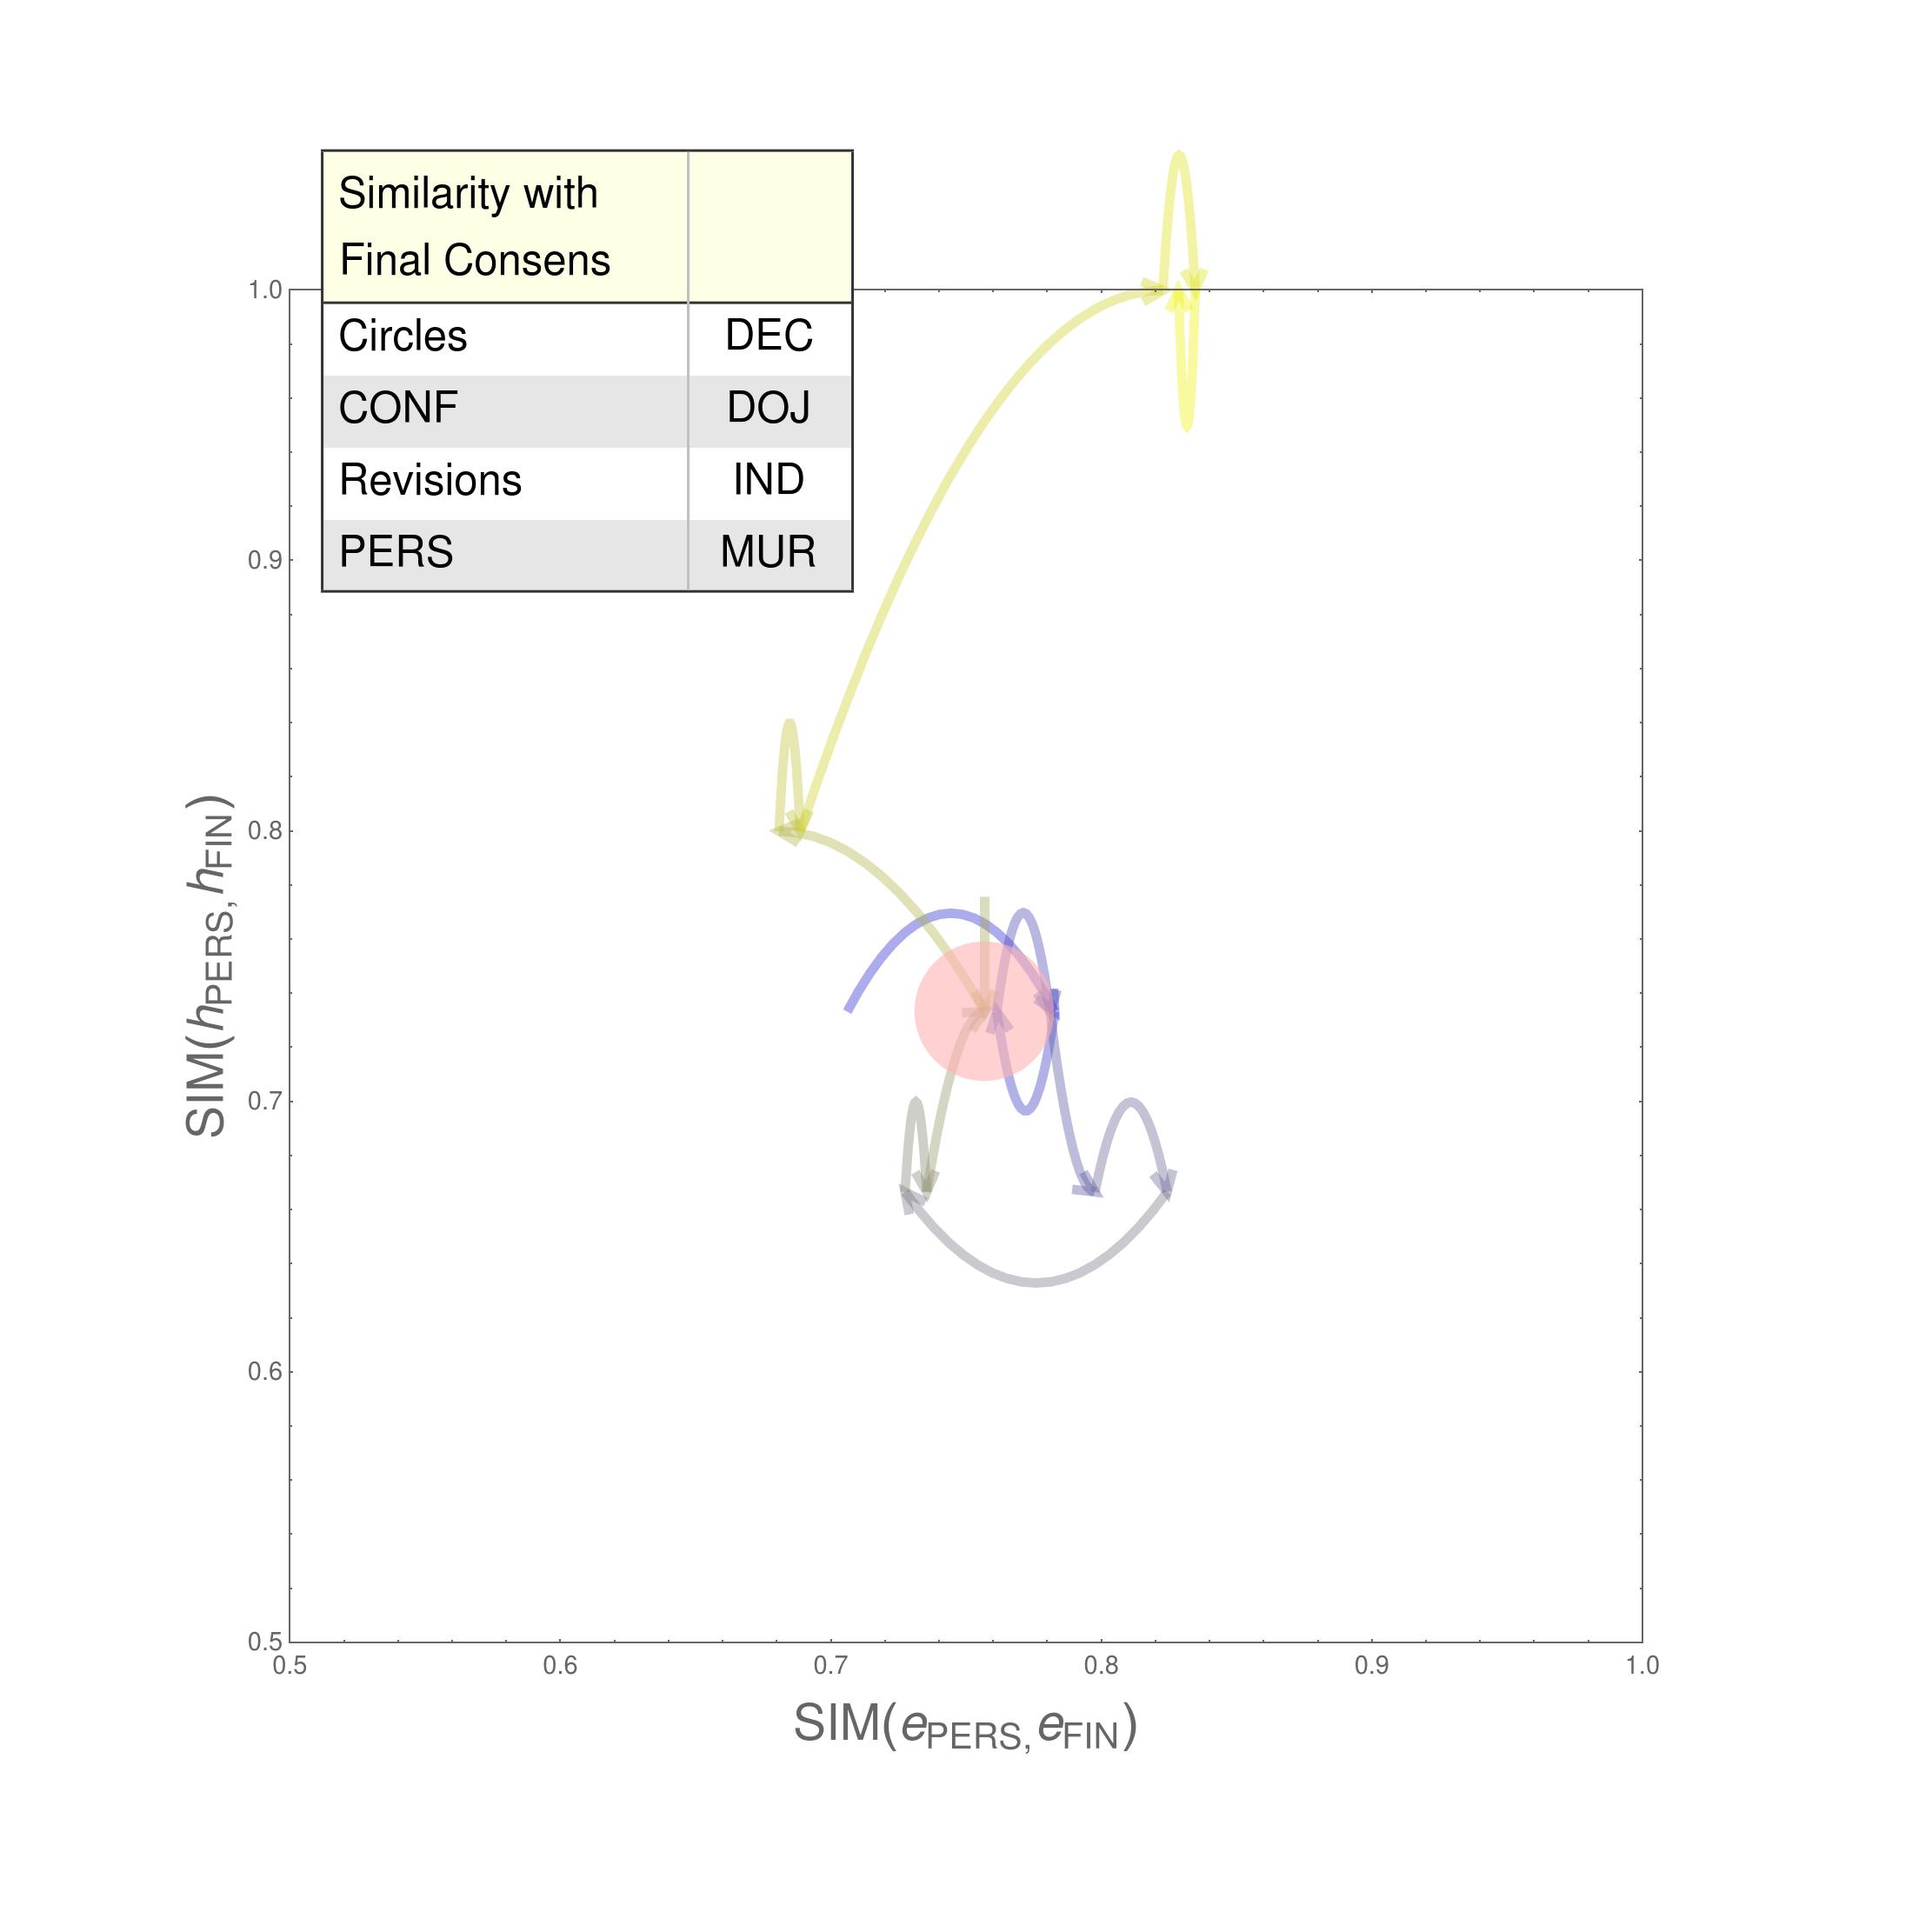 Similarity with
Final Consens
Circles DEC
CONF DOJ
Revisions IND
PERS MUR
1.0
0.9
0.8
0.7
0.6
0.5
SIM(hPERS, hFIN)
0.5 0.6 0.7 0.8 0.9 1.0
SIM(ePERS, eFIN)